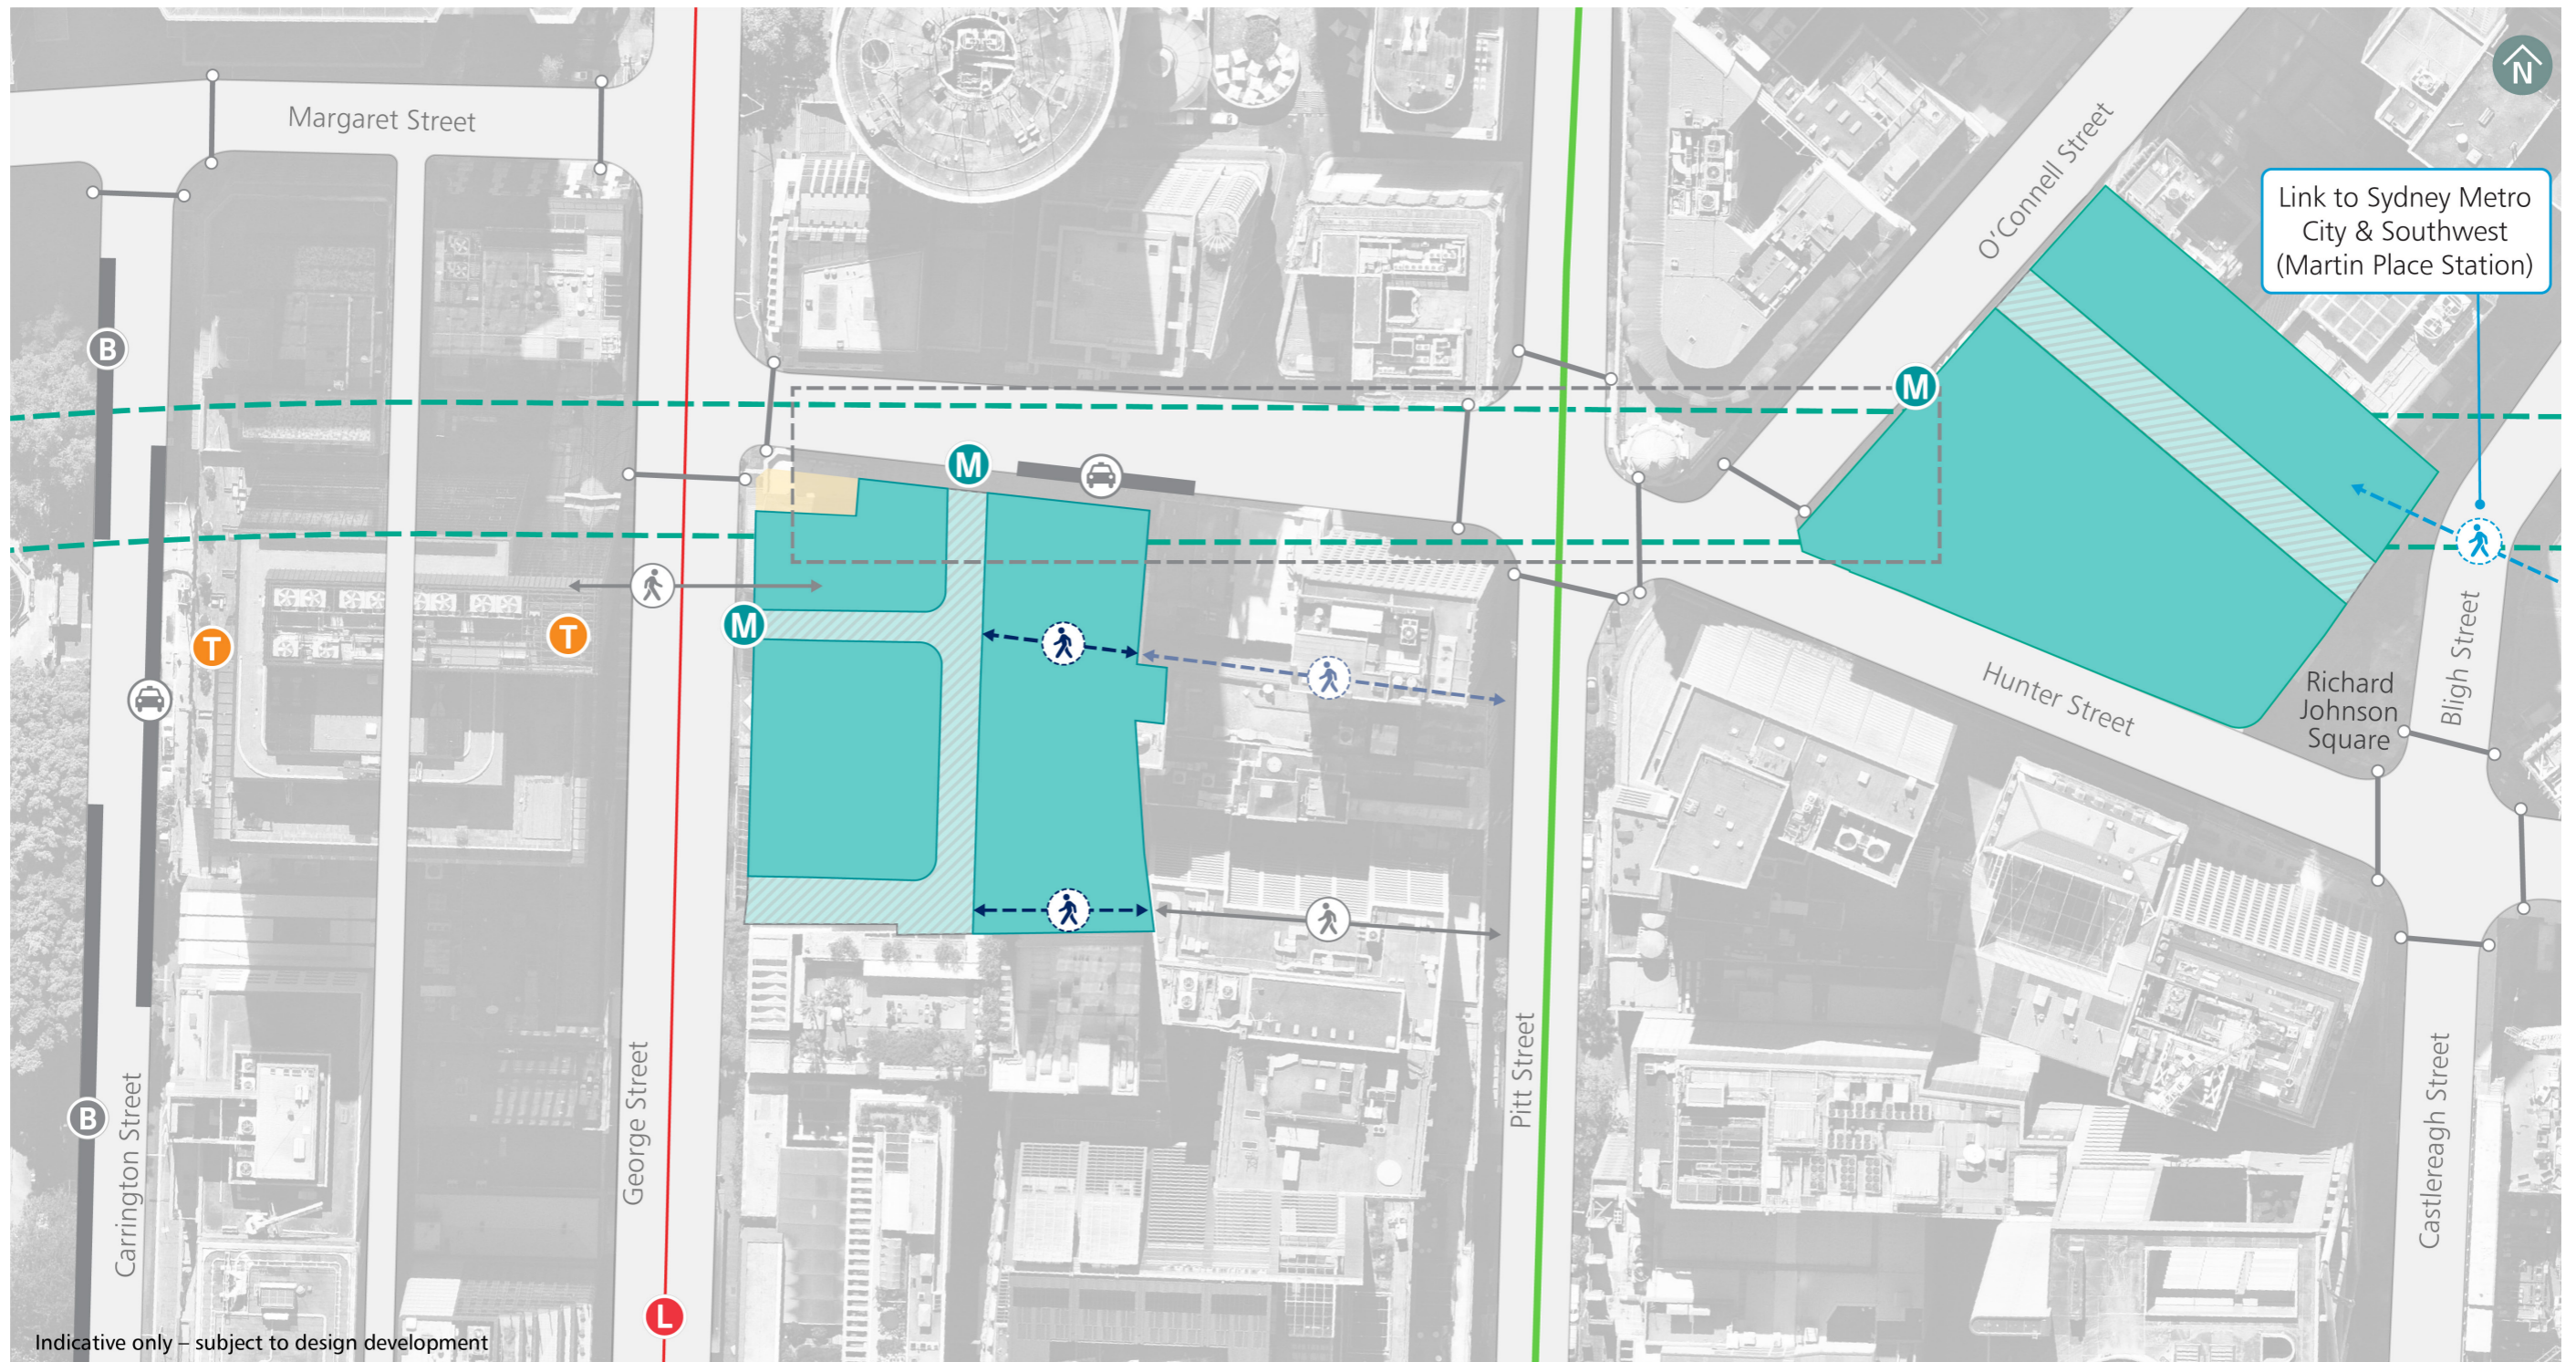 N
Margaret Street
O'Connell Street
Link to Sydney Metro
City & Southwest
(Martin Place Station)
B
M
M
T
T
M
Hunter Street
Richard
Johnson
Square
Bligh Street
B
Carrington Street
George Street
Pitt Street
Castlereagh Street
L
Indicative only – subject to design development